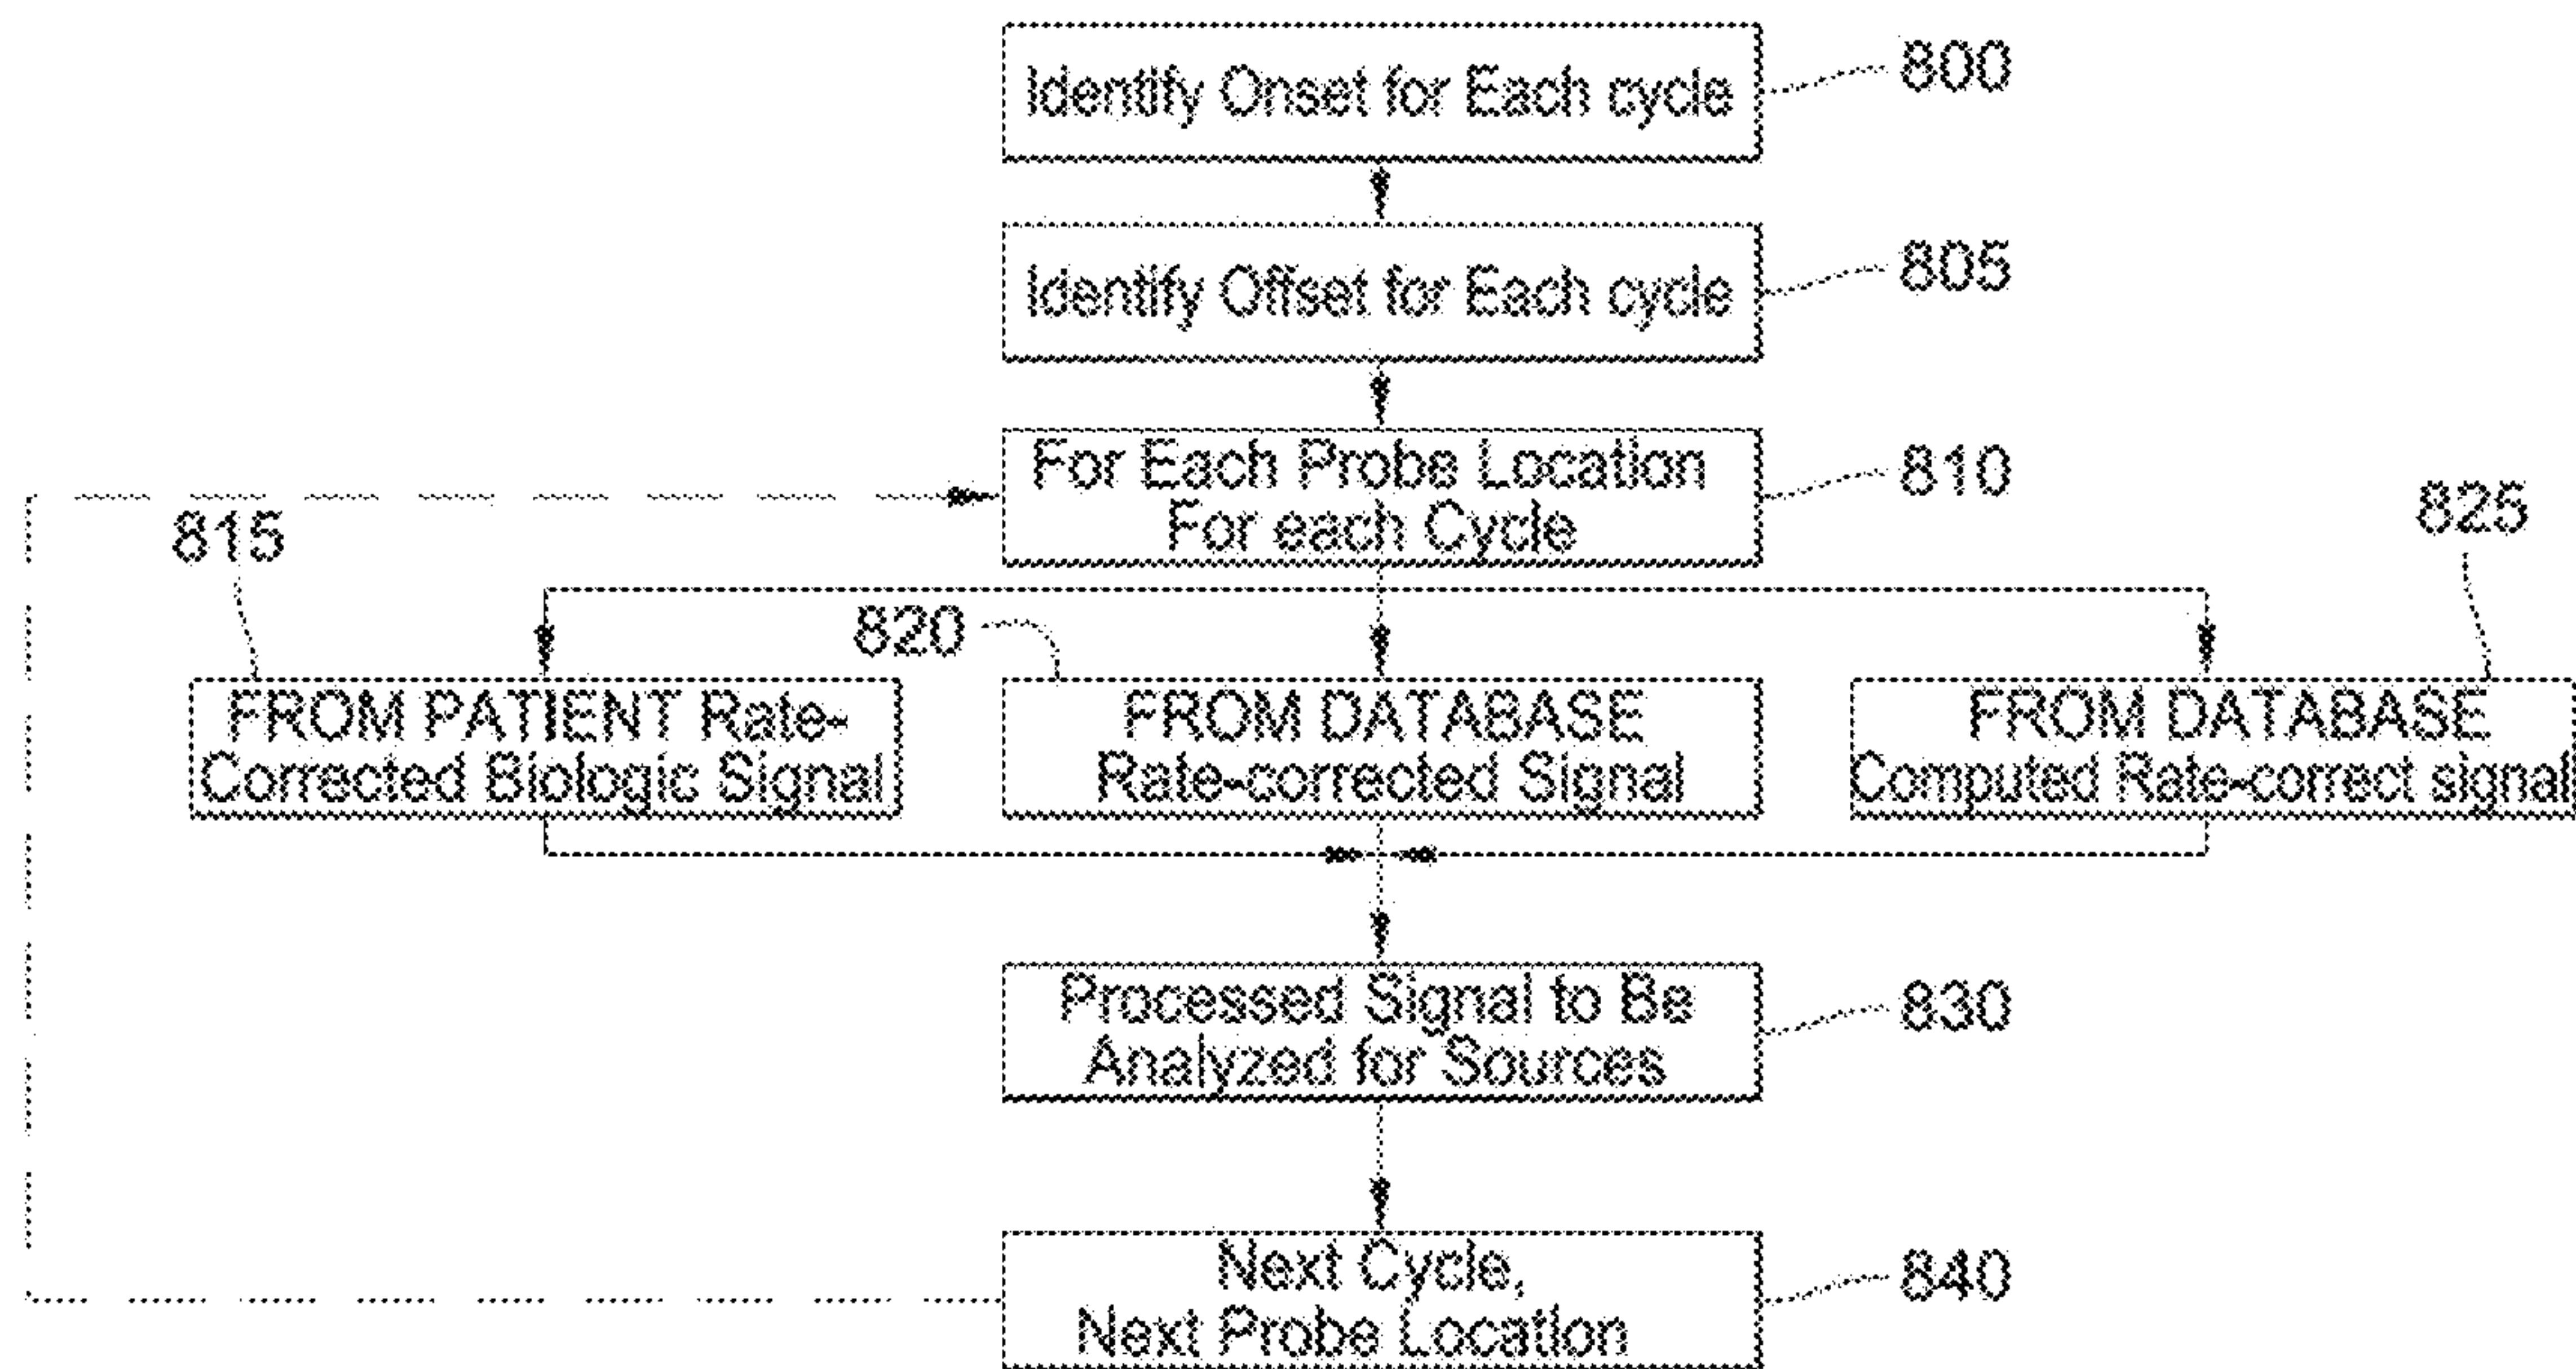 Identify Onset for Each cycle
800
Identify Offset for Each cycle
805
For Each Probe Location
For each Cycle
810
815
820
825
FROM PATIENT Rate-
Corrected Biologic Signal
FROM DATABASE
Rate-corrected Signal
FROM DATABASE
Computed Rate-correct signal
Processed Signal to Be
Analyzed for Sources
830
Next Cycle,
Next Probe Location
840